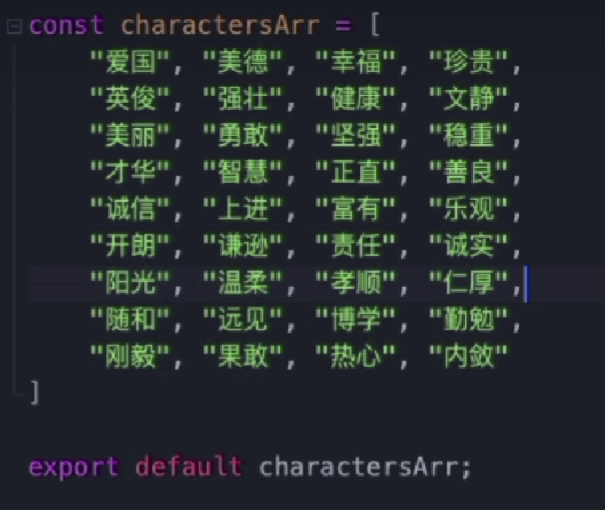 const charactersArr = [
"爱国", "美德", "幸福", "珍贵",
"英俊", "强壮", "健康", "文静",
"美丽", "勇敢", "坚强", "稳重",
"才华", "智慧", "正直", "善良",
"诚信", "上进", "富有", "乐观",
"开朗", "谦逊", "责任", "诚实",
"阳光", "温柔", "孝顺", "仁厚",
"随和", "远见", "博学", "勤勉",
"刚毅", "果敢", "热心", "内敛"
]
export default charactersArr;